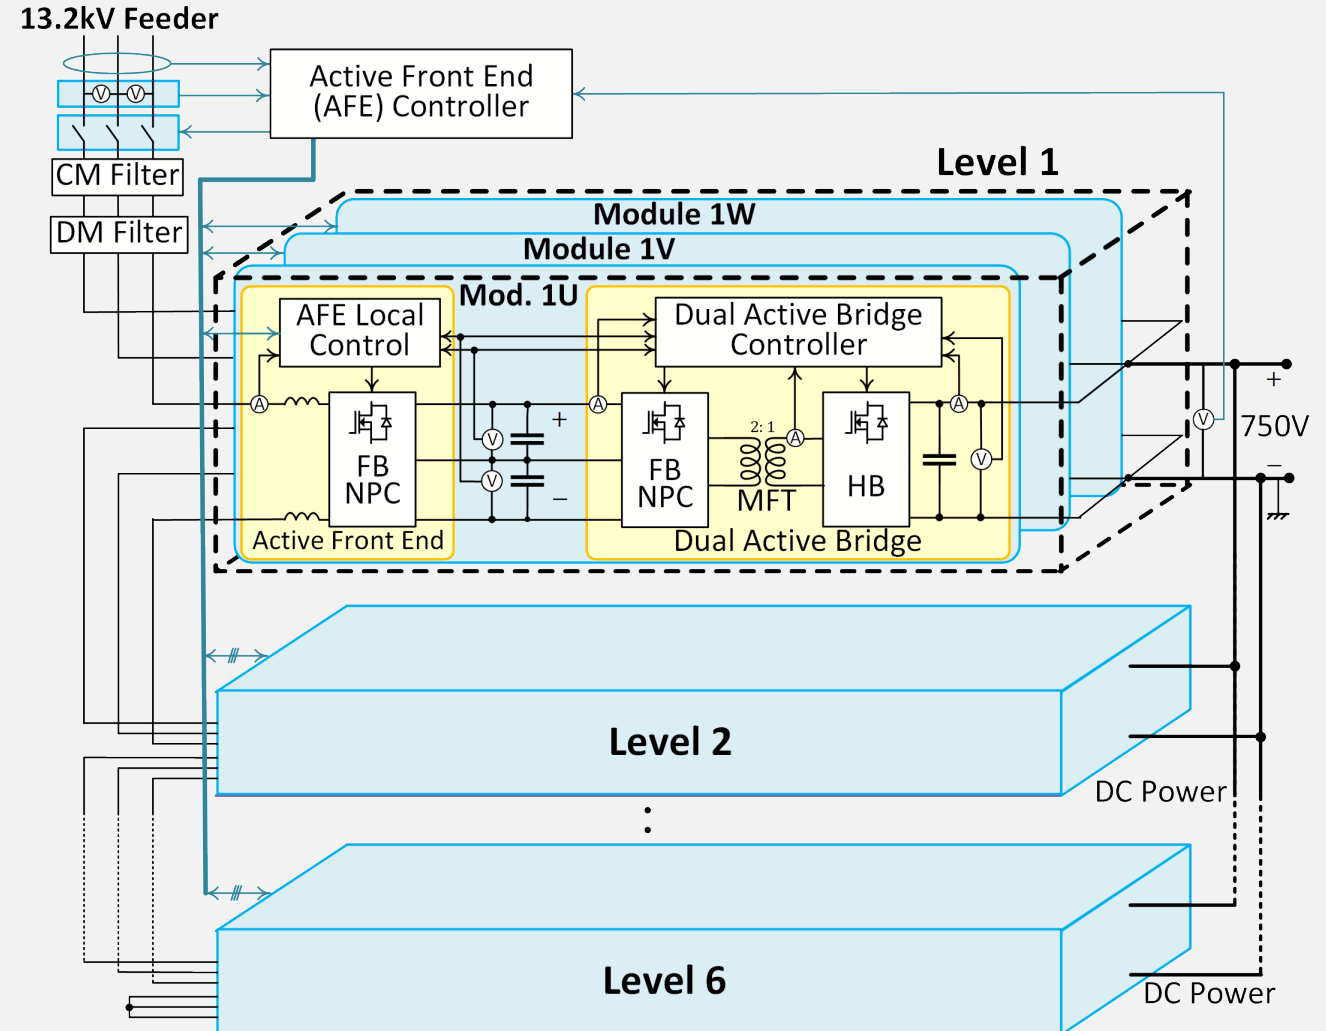 13.2kV Feeder
V
V
Active Front End
(AFE) Controller
CM Filter
DM Filter
Level 1
Module 1W
Module 1V
Mod. 1U
AFE Local
Control
Dual Active Bridge
Controller
A
FB
NPC
V
V
+
−
A
FB
NPC
2: 1
MFT
A
HB
A
V
Active Front End
Dual Active Bridge
V
+
750V
−
Level 2
DC Power
:
Level 6
DC Power